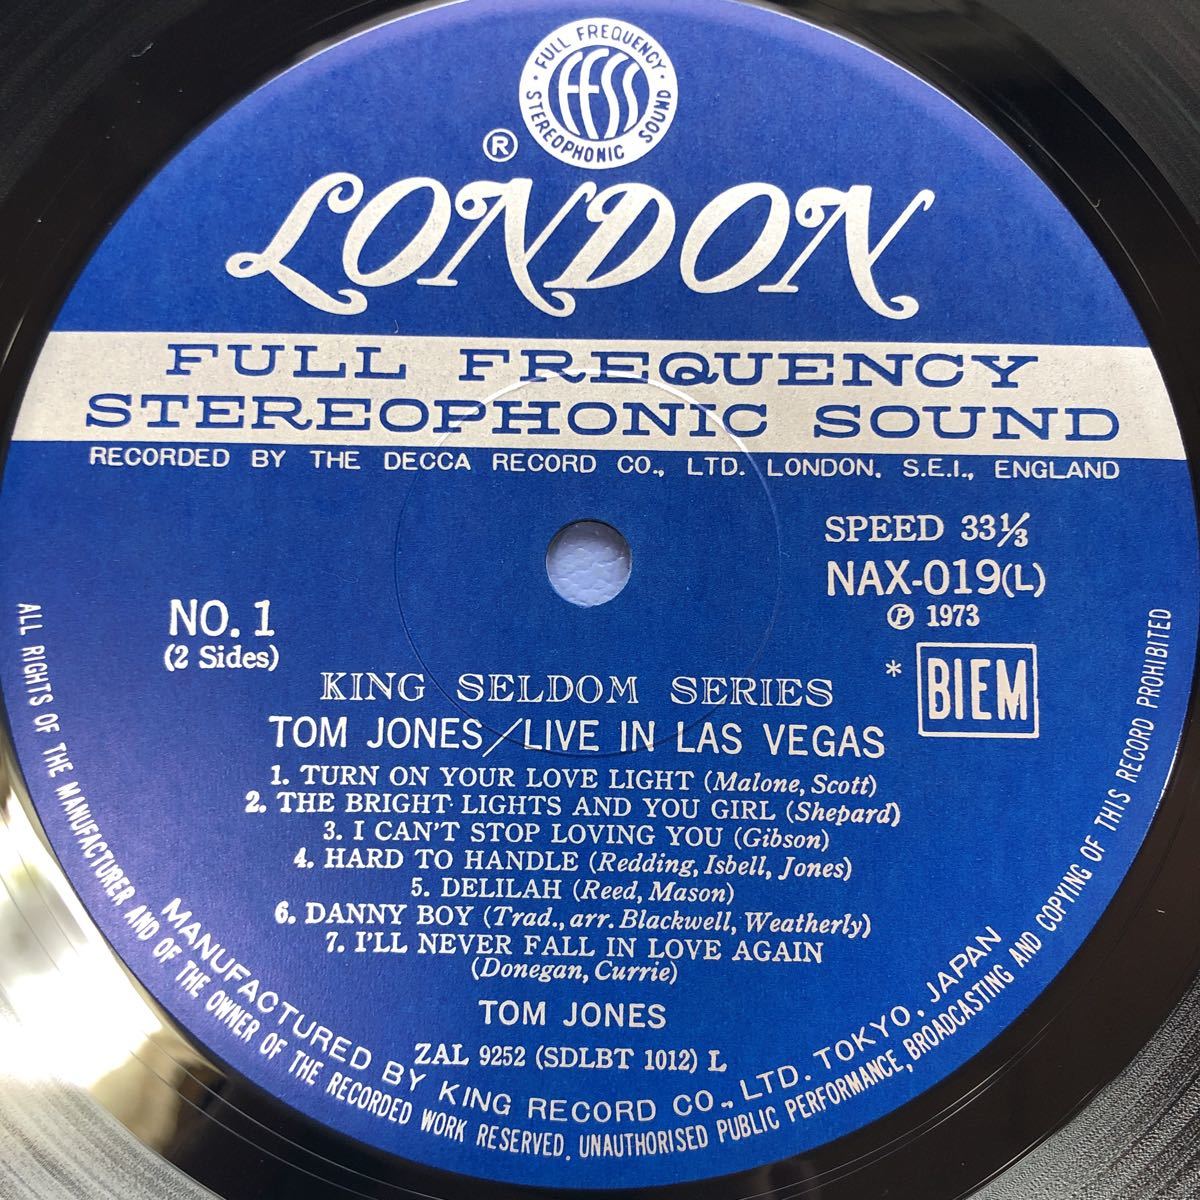 FULL FREQUENCY
STEREOPHONIC SOUND
FFSS
®
LONDON
FULL FREQUENCY
STEREOPHONIC SOUND
RECORDED BY THE DECCA RECORD CO., LTD. LONDON. S.E.I., ENGLAND
SPEED 33⅓
NAX-019(L)
℗ 1973
NO. 1
(2 Sides)
* BIEM
KING SELDOM SERIES
TOM JONES/LIVE IN LAS VEGAS
1. TURN ON YOUR LOVE LIGHT (Malone, Scott)
2. THE BRIGHT LIGHTS AND YOU GIRL (Shepard)
3. I CAN'T STOP LOVING YOU (Gibson)
4. HARD TO HANDLE (Redding, Isbell, Jones)
5. DELILAH (Reed, Mason)
6. DANNY BOY (Trad., arr. Blackwell, Weatherly)
7. I'LL NEVER FALL IN LOVE AGAIN
(Donegan, Currie)
TOM JONES
ZAL 9252 (SDLBT 1012) L
MANUFACTURED BY KING RECORD CO., LTD. TOKYO, JAPAN
ALL RIGHTS OF THE MANUFACTURER AND OF THE OWNER OF THE RECORDED WORK RESERVED. UNAUTHORISED PUBLIC PERFORMANCE, BROADCASTING AND COPYING OF THIS RECORD PROHIBITED